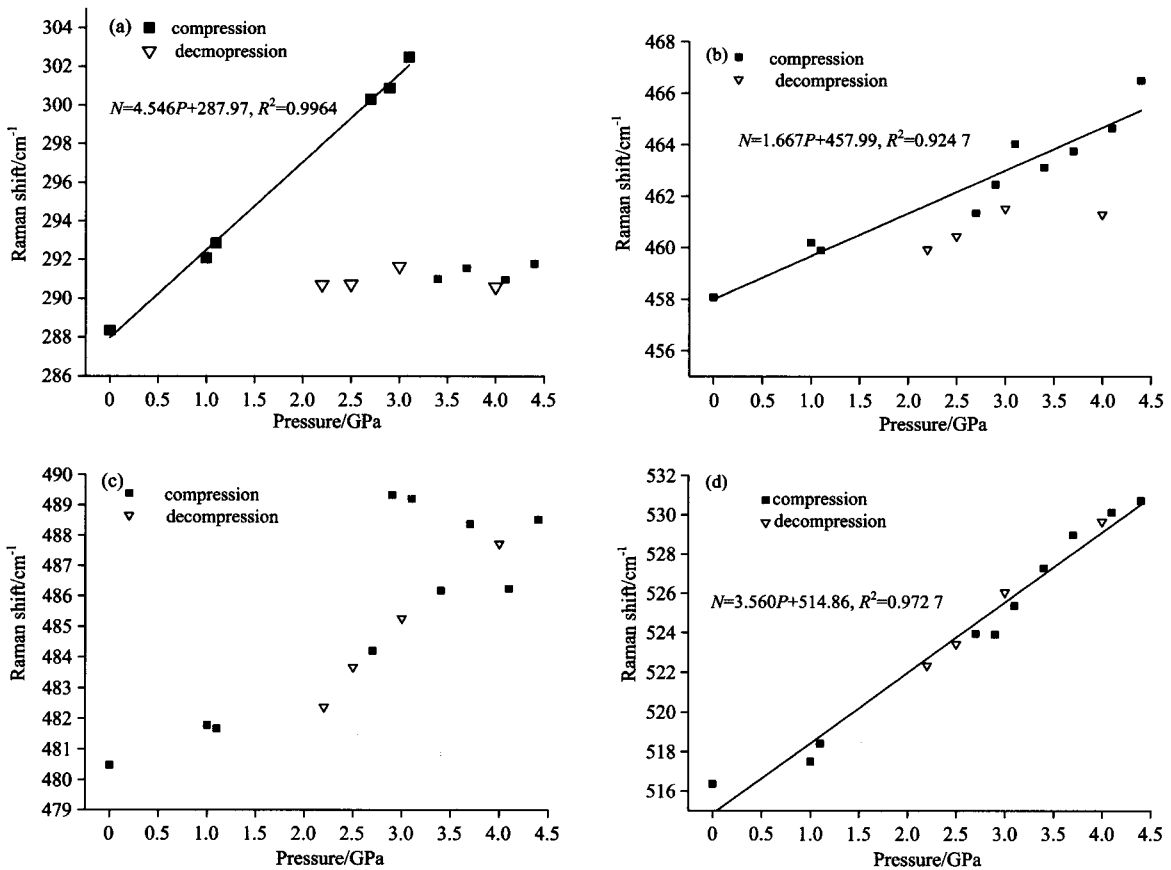 (a)
compression
decmopression
N=4.546P+287.97, R²=0.9964
Raman shift/cm⁻¹
304
302
300
298
296
294
292
290
288
286
0 0.5 1.0 1.5 2.0 2.5 3.0 3.5 4.0 4.5
Pressure/GPa
(b)
compression
decompression
N=1.667P+457.99, R²=0.924 7
Raman shift/cm⁻¹
468
466
464
462
460
458
456
0 0.5 1.0 1.5 2.0 2.5 3.0 3.5 4.0 4.5
Pressure/GPa
(c)
compression
decompression
Raman shift/cm⁻¹
490
489
488
487
486
485
484
483
482
481
480
479
0 0.5 1.0 1.5 2.0 2.5 3.0 3.5 4.0 4.5
Pressure/GPa
(d)
compression
decompression
N=3.560P+514.86, R²=0.972 7
Raman shift/cm⁻¹
532
530
528
526
524
522
520
518
516
0 0.5 1.0 1.5 2.0 2.5 3.0 3.5 4.0 4.5
Pressure/GPa